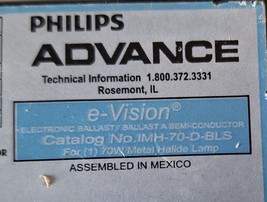 PHILIPS
ADVANCE
Technical Information 1.800.372.3331
Rosemont, IL
e-Vision®
ELECTRONIC BALLAST/ BALLAST A SEMI-CONDUCTOR
Catalog No.IMH-70-D-BLS
For (1) 70W Metal Halide Lamp
ASSEMBLED IN MEXICO